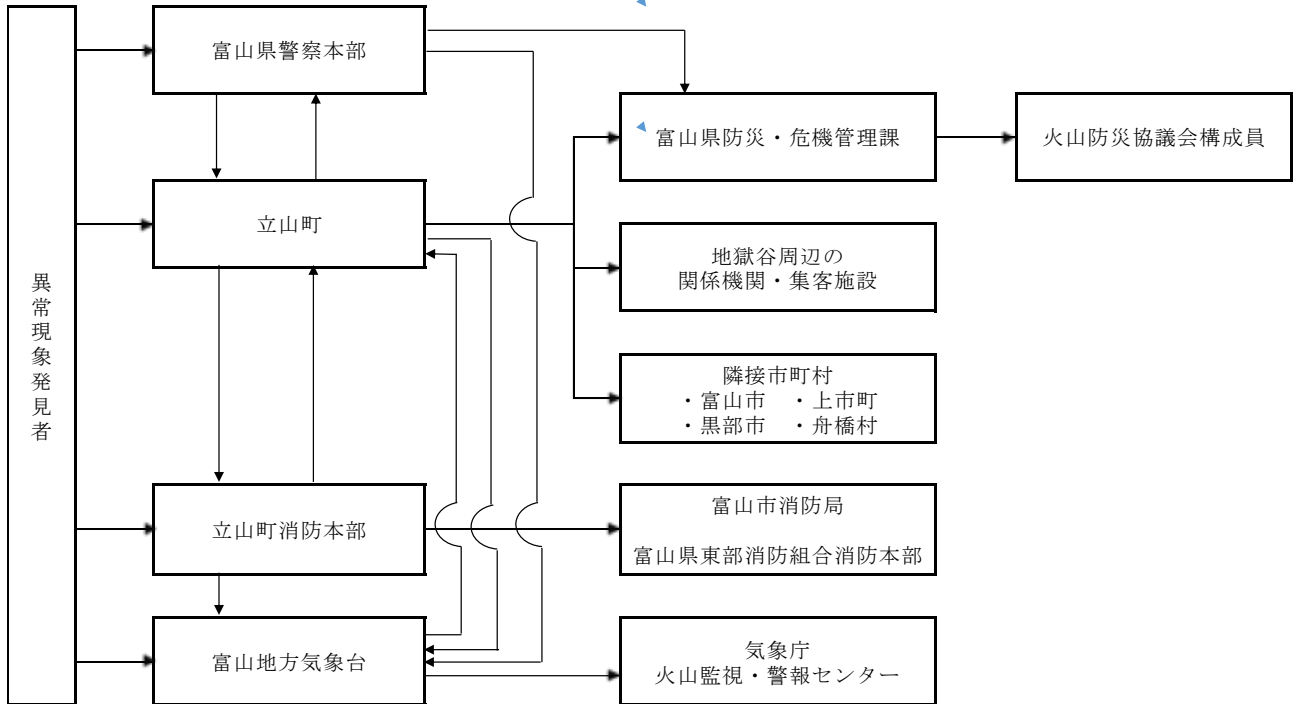 異常現象発見者
富山県警察本部
立山町
立山町消防本部
富山地方気象台
富山県防災・危機管理課
地獄谷周辺の
関係機関・集客施設
隣接市町村
・富山市 ・上市町
・黒部市 ・舟橋村
富山市消防局
富山県東部消防組合消防本部
気象庁
火山監視・警報センター
火山防災協議会構成員